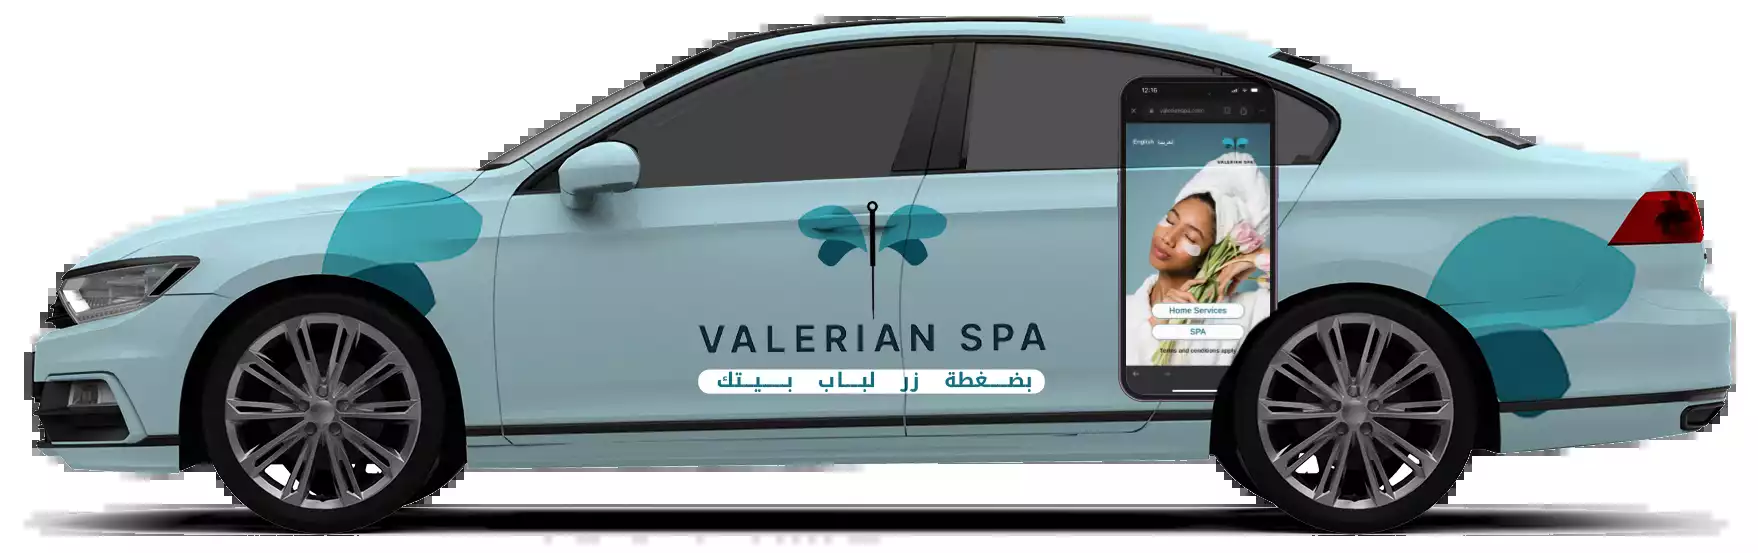 12:16
valerianspa.com
English العربية
VALERIAN SPA
Home Services
SPA
Terms and conditions apply
VALERIAN SPA
بضغطة زر لباب بيتك